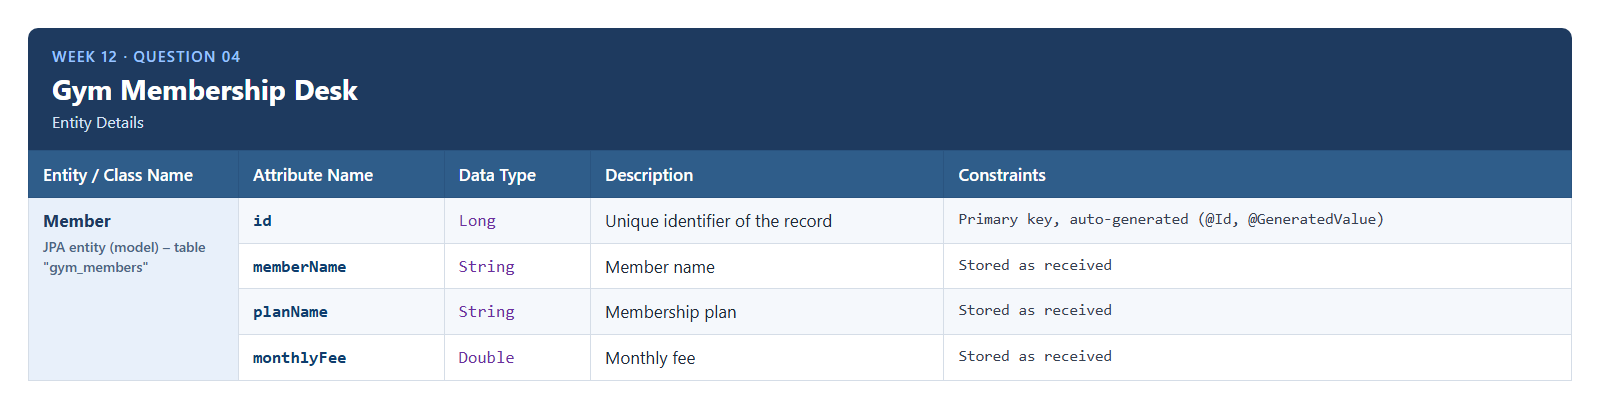 WEEK 12 · QUESTION 04
Gym Membership Desk
Entity Details
Entity / Class Name Attribute Name Data Type Description Constraints
Member id Long Unique identifier of the record Primary key, auto-generated (@Id, @GeneratedValue)
JPA entity (model) – table
"gym_members"
memberName String Member name Stored as received
planName String Membership plan Stored as received
monthlyFee Double Monthly fee Stored as received